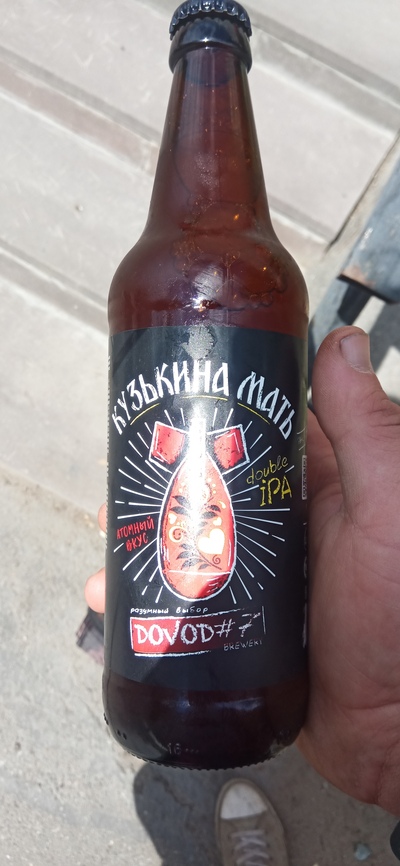 КУЗЬКИНА МАТЬ
double
iPA
АТОМНЫЙ
ВКУС
разумный выбор
DOVOD#7
BREWERY